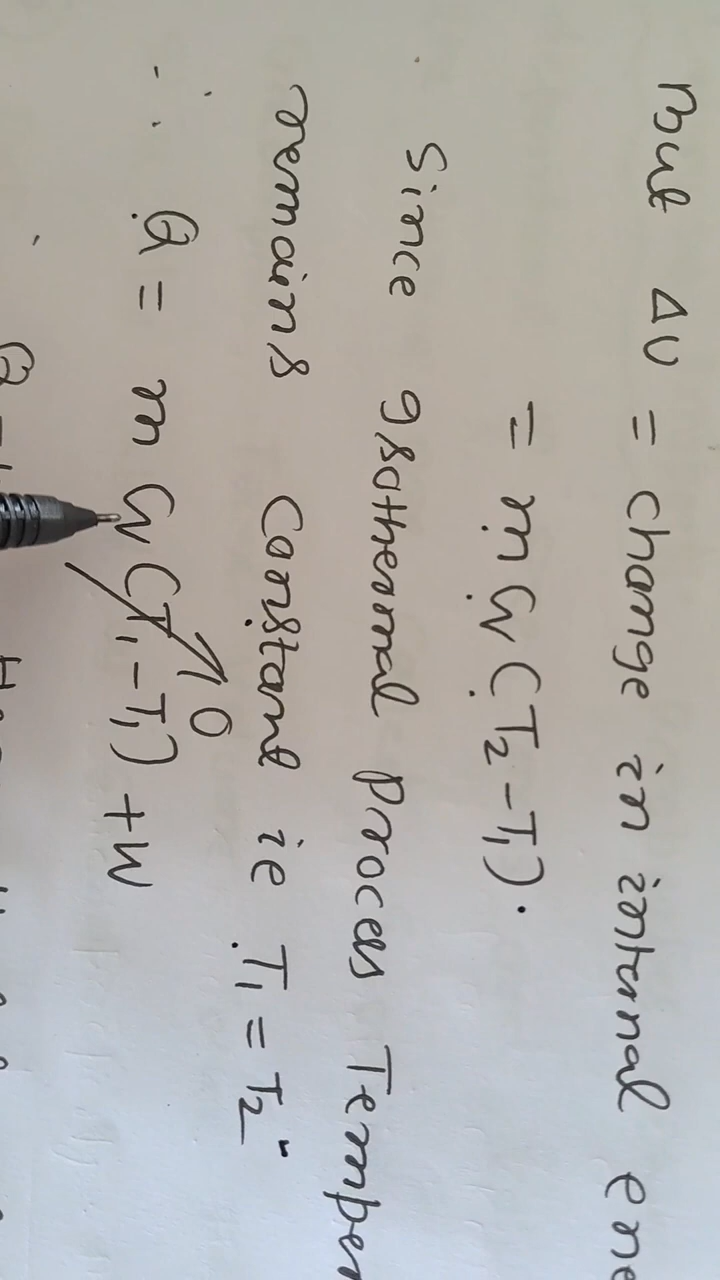 But ΔU = change in internal ene
= m Cv (T2 - T1).
Since Isothermal Process Temper
remains constant ie T1 = T2
∴ Q = m Cv (T1 - T1) + W
0
Q =